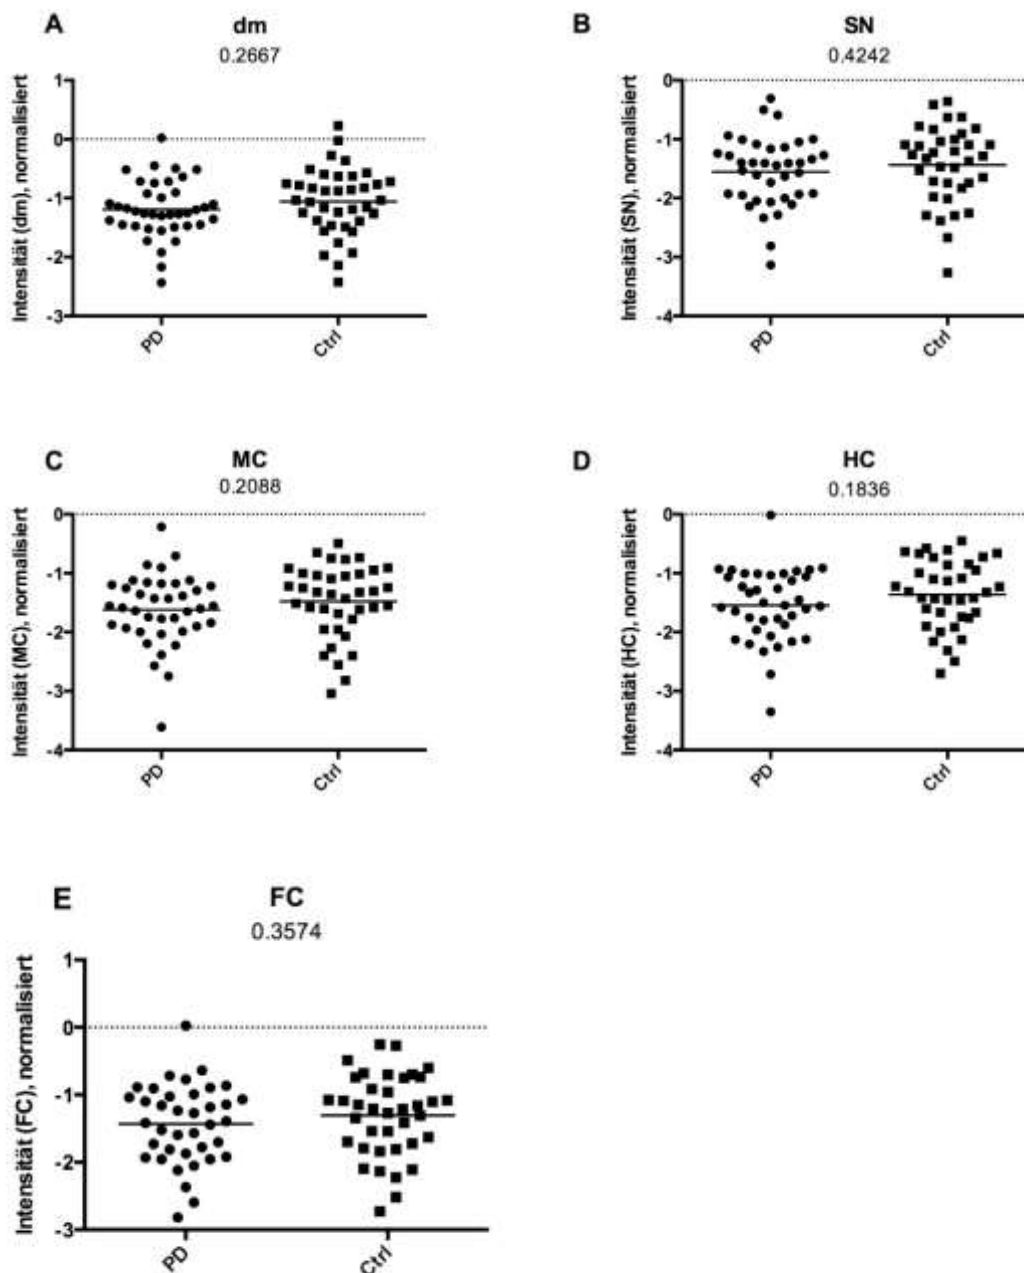 A
dm
0.2667
Intensität (dm), normalisiert
1
0
-1
-2
-3
PD
Ctrl
B
SN
0.4242
Intensität (SN), normalisiert
0
-1
-2
-3
-4
PD
Ctrl
C
MC
0.2088
Intensität (MC), normalisiert
0
-1
-2
-3
-4
PD
Ctrl
D
HC
0.1836
Intensität (HC), normalisiert
0
-1
-2
-3
-4
PD
Ctrl
E
FC
0.3574
Intensität (FC), normalisiert
1
0
-1
-2
-3
PD
Ctrl